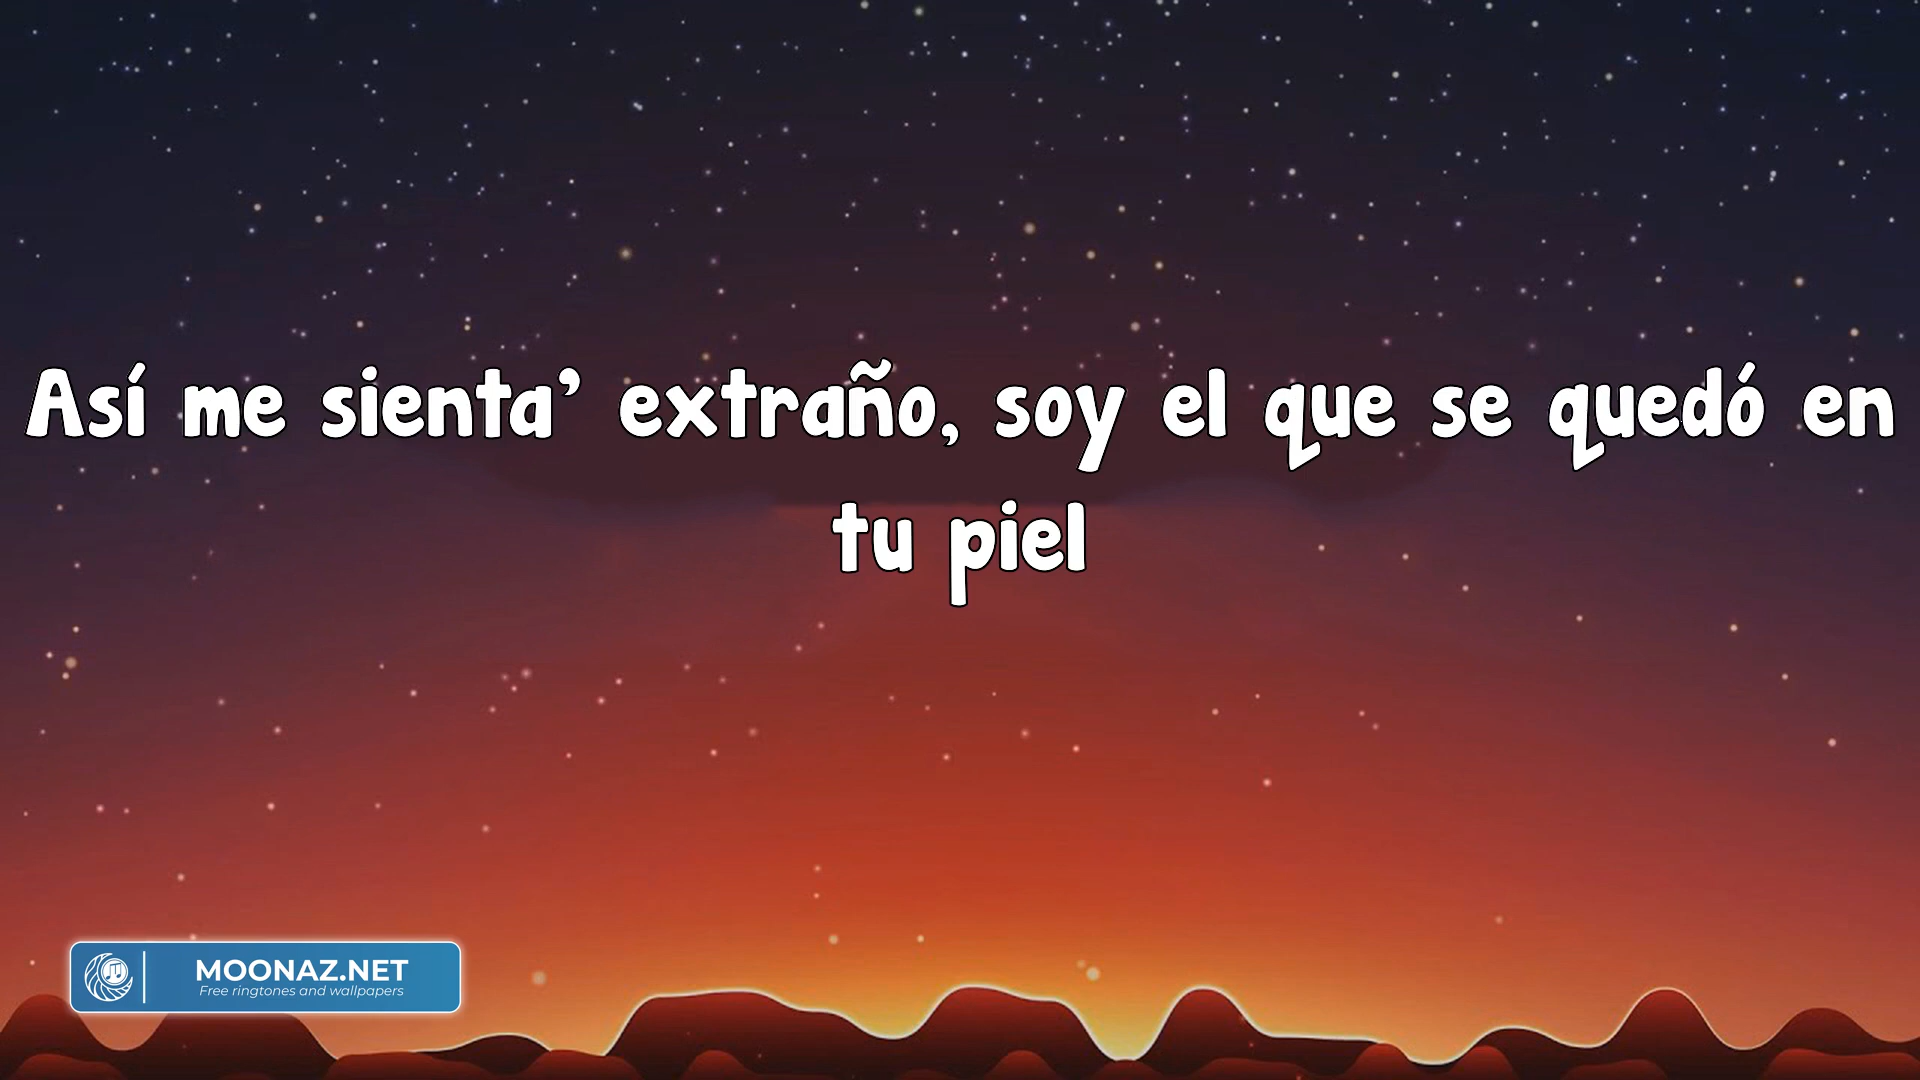 Así me sienta’ extraño, soy el que se quedó en
tu piel
MOONAZ.NET
Free ringtones and wallpapers